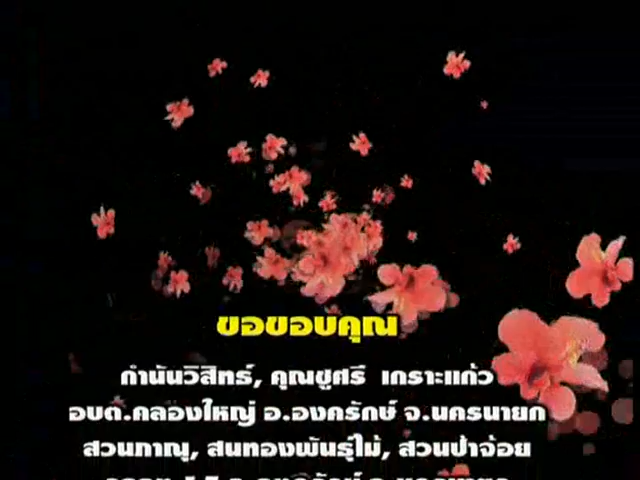 ขอขอบคุณ
กำนันวิสิทธ์, คุณชูศรี เกราะแก้ว
อบต.คลองใหญ่ อ.องครักษ์ จ.นครนายก
สวนภาณุ, สนทองพันธุ์ไม้, สวนป้าจ้อย